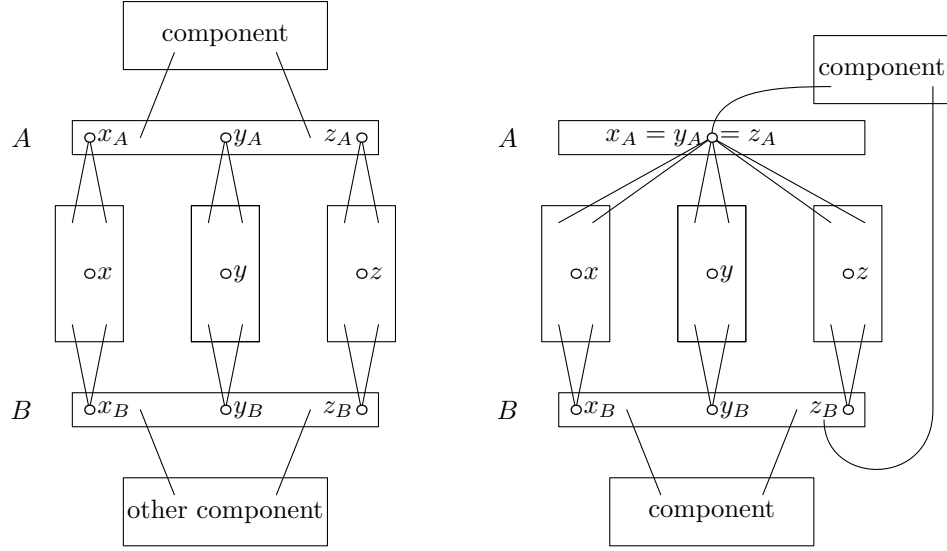 component
component
A
x_A
y_A
z_A
A
x_A = y_A = z_A
x
y
z
x
y
z
B
x_B
y_B
z_B
B
x_B
y_B
z_B
other component
component